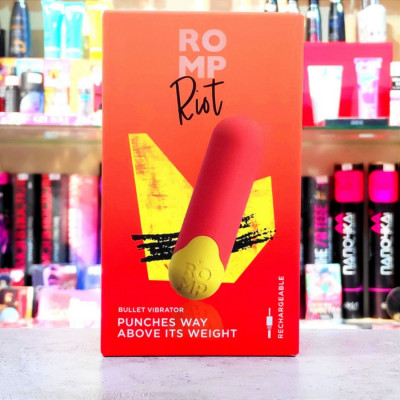 RO
MP
Riot
RO
MP
BULLET VIBRATOR
PUNCHES WAY
ABOVE ITS WEIGHT
RECHARGEABLE